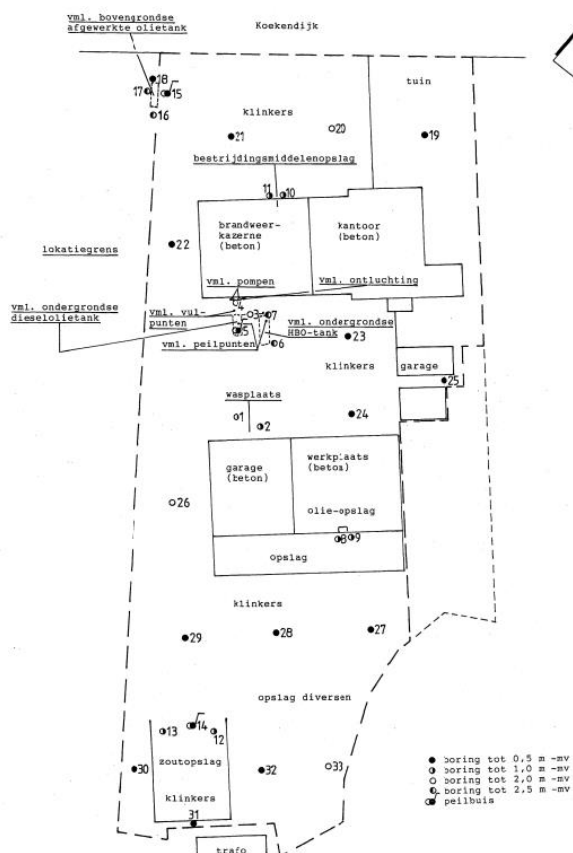 vml. bovengrondse
afgewerkte olietank
Koekendijk
tuin
18
17
15
16
klinkers
21
20
19
bestrijdingsmiddelenopslag
11
10
brandweer-
kazerne
(beton)
kantoor
(beton)
lokatiegrens
22
vml. pompen
vml. ontluchting
vml. ondergrondse
dieselolietank
vml. vul-
punten
4
3
7
5
vml. ondergrondse
HBO-tank
vml. peilpunten
6
23
klinkers
garage
25
wasplaats
1
2
24
garage
(beton)
werkplaats
(beton)
26
olie-opslag
8
9
opslag
klinkers
29
28
27
opslag diversen
13
14
12
30
zoutopslag
32
33
klinkers
31
trafo
boring tot 0,5 m -mv
boring tot 1,0 m -mv
boring tot 2,0 m -mv
boring tot 2,5 m -mv
peilbuis